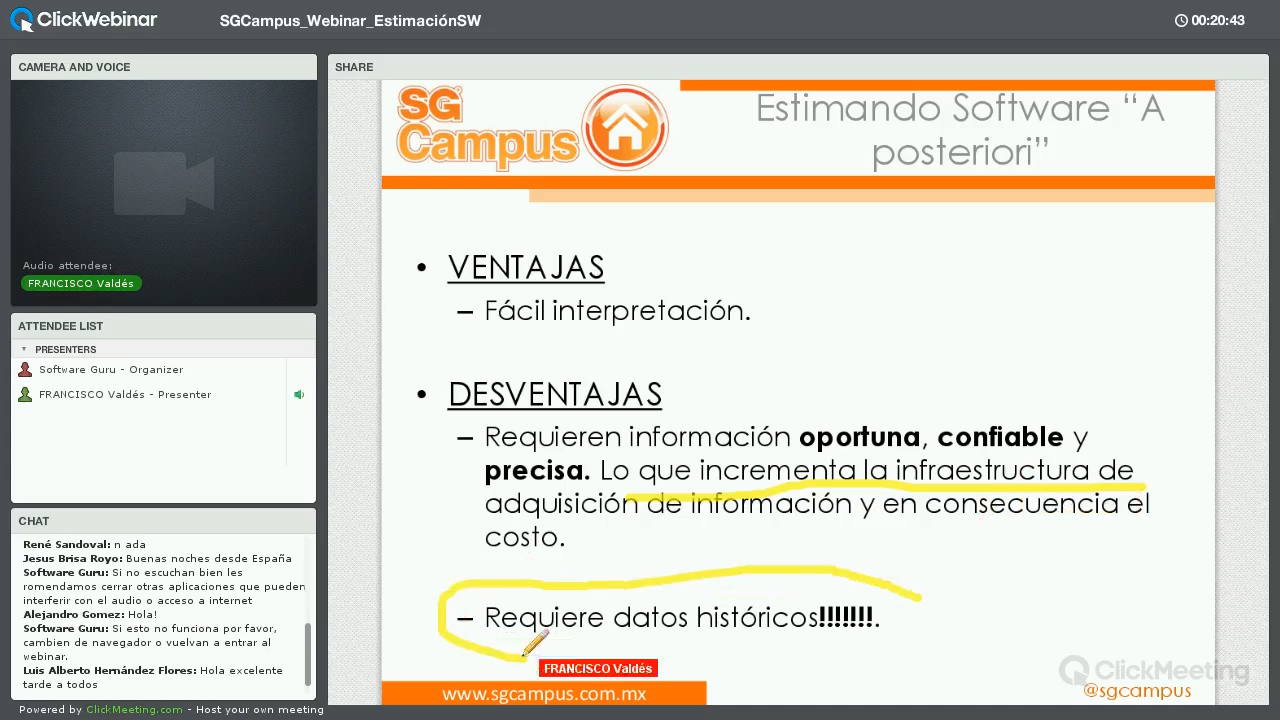 ClickWebinar
SGCampus_Webinar_EstimaciónSW
00:20:43
CAMERA AND VOICE
Audio attendee:
FRANCISCO Valdés
ATTENDEE LIST
PRESENTERS
Software Guru - Organizer
FRANCISCO Valdés - Presenter
CHAT
René Sandoval: n ada
Jesus Brisa Royo: Buenas noches desde España
Software Guru: Si no escuchan bien les
romendamos cerrar otras aplicaciones que pueden
interferir con el audio o acceso a internet
Alejandro Gomez: Hola!
Software Guru: Si esto no funciona por favor,
cambien de navegador o vuelvan a entrar al
webinar.
Luis Alberto Hernández Flores: Hola excelente
tarde a todos
Powered by ClickMeeting.com - Host your own meeting
SHARE
SG
Campus
Estimando Software “A
posteriori”
• VENTAJAS
– Fácil interpretación.
• DESVENTAJAS
– Requieren información oportuna, confiable y
precisa. Lo que incrementa la infraestructura de
adquisición de información y en consecuencia el
costo.
– Requiere datos históricos!!!!!!!.
FRANCISCO Valdés
www.sgcampus.com.mx
ClickMeeting
@sgcampus